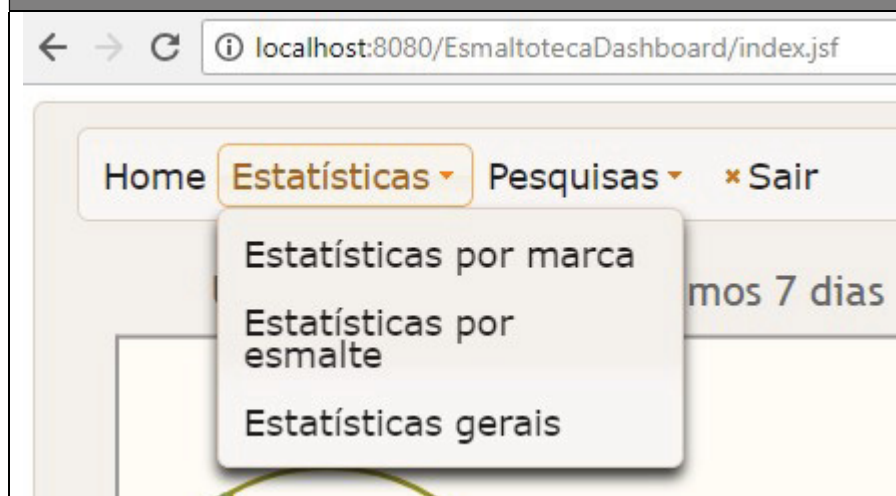 localhost:8080/EsmaltotecaDashboard/index.jsf
Home Estatísticas Pesquisas Sair
Estatísticas por marca
mos 7 dias
Estatísticas por
esmalte
Estatísticas gerais